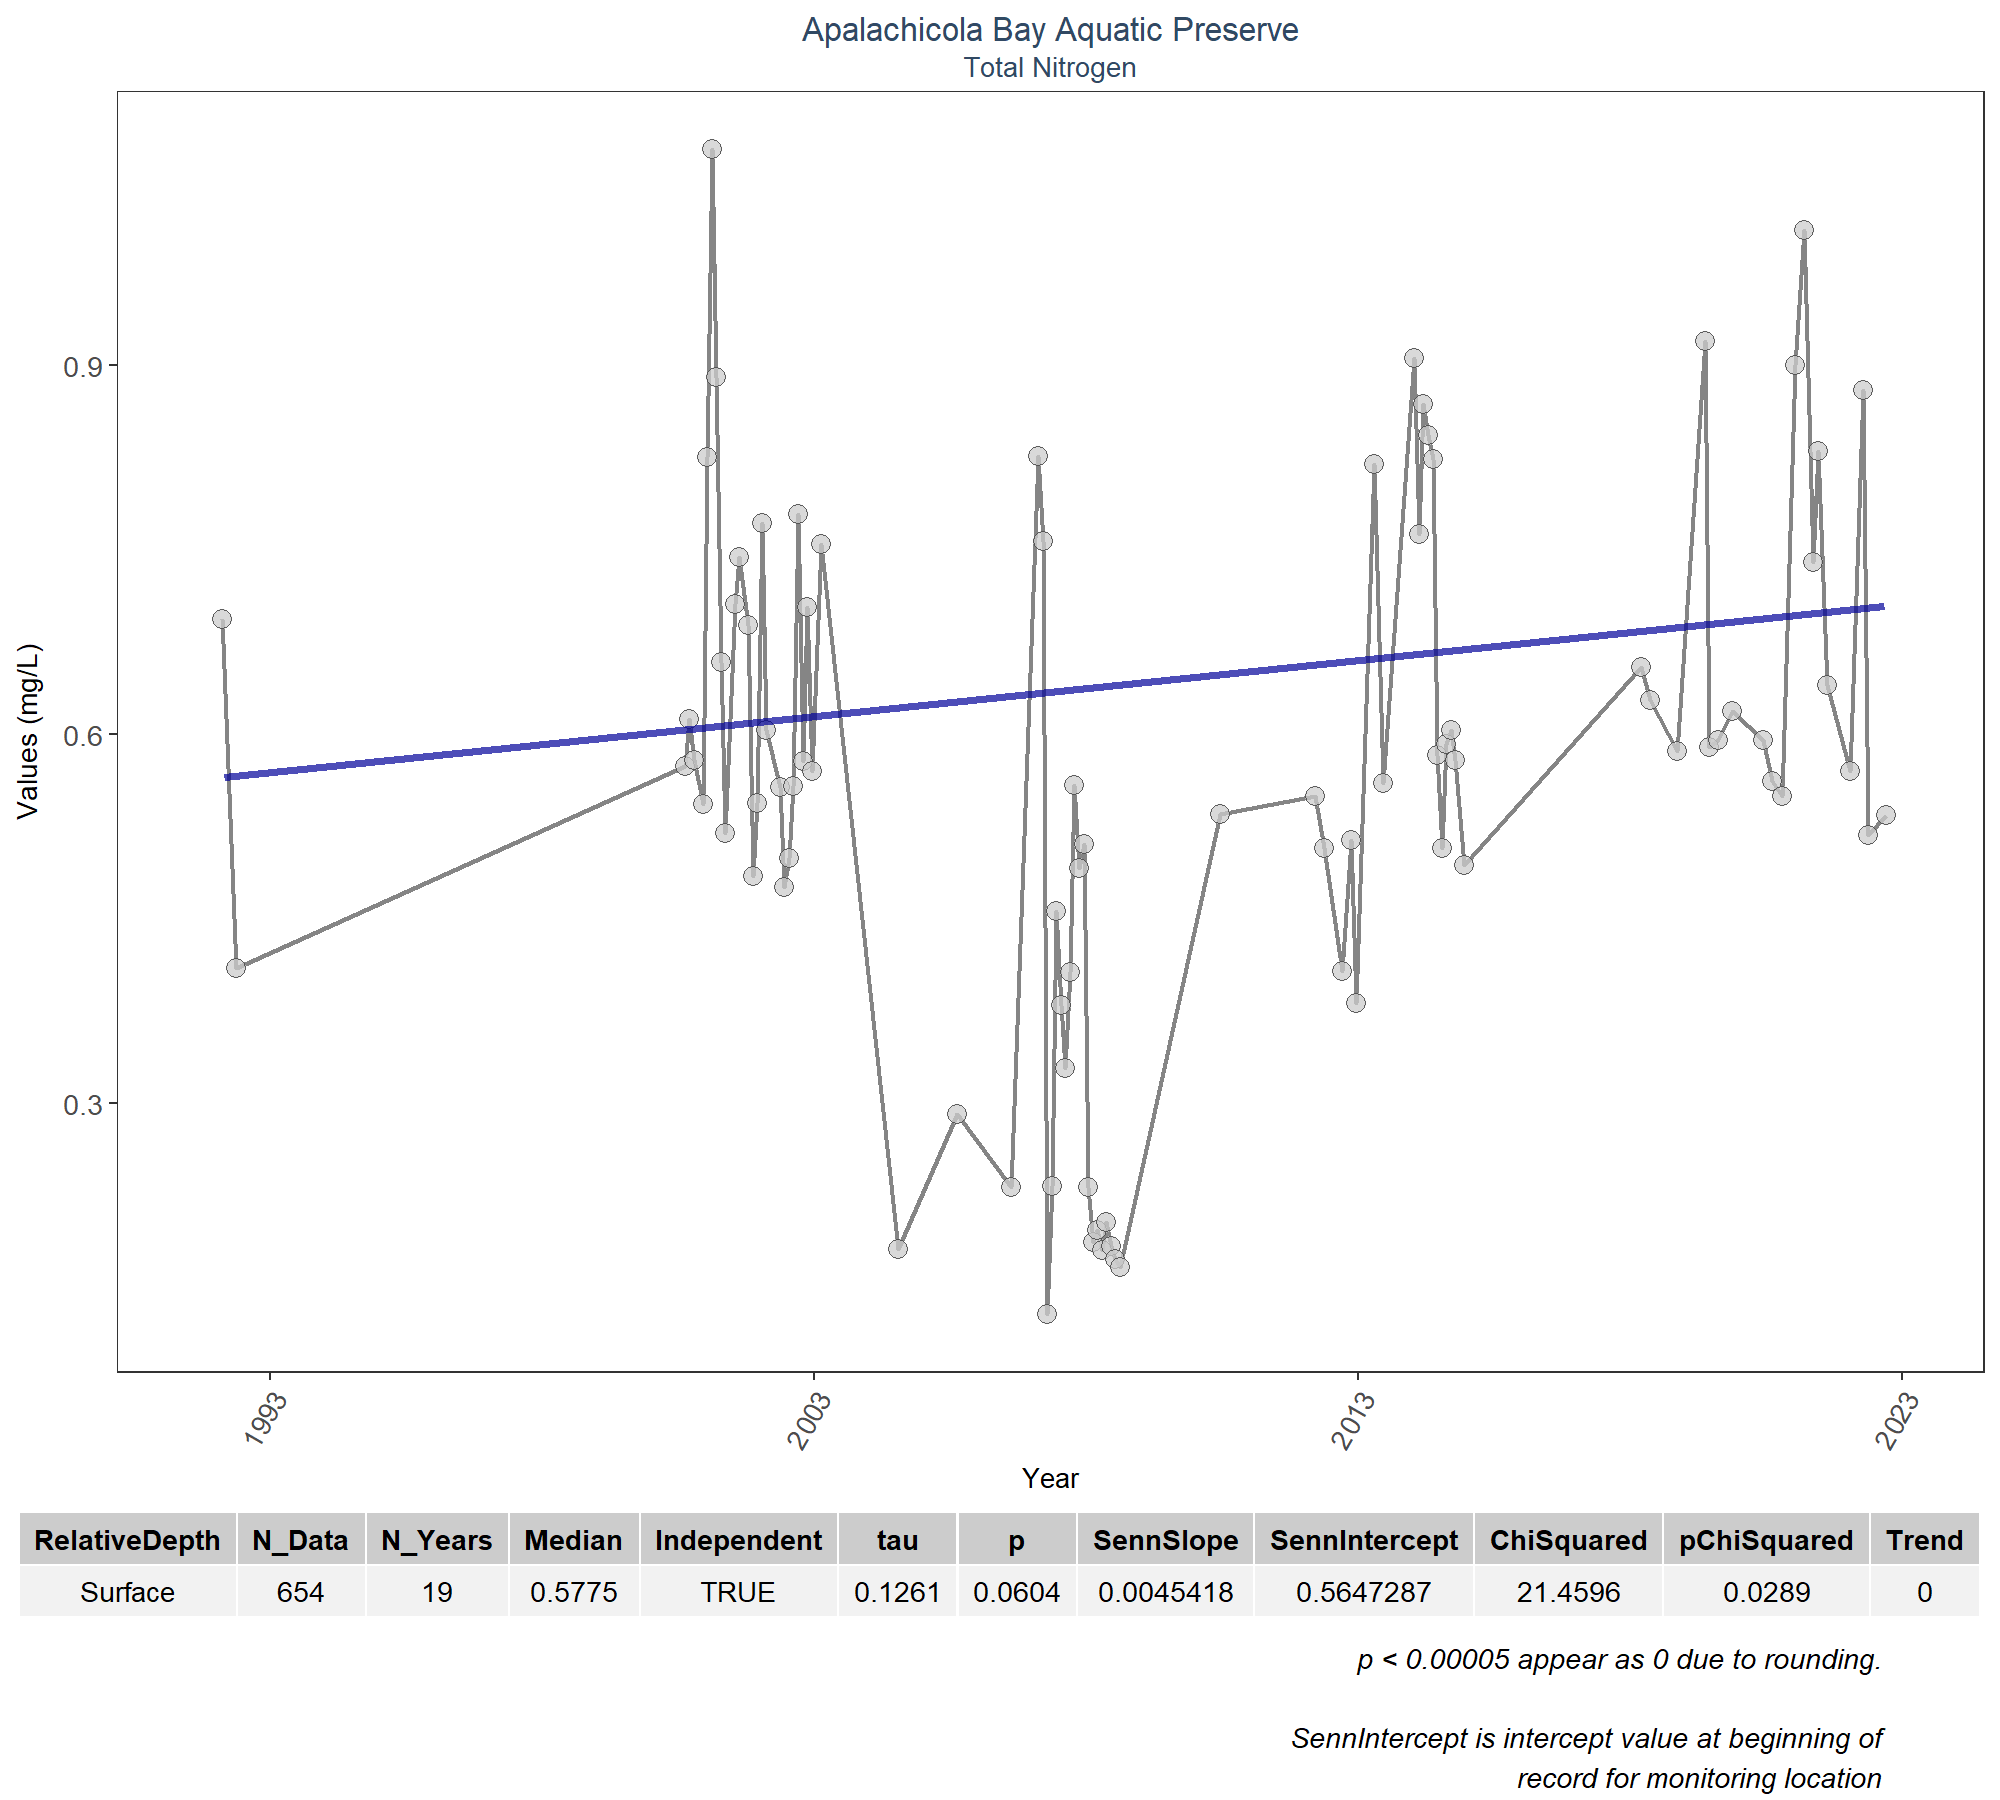 Apalachicola Bay Aquatic Preserve
Total Nitrogen
Values (mg/L)
0.9
0.6
0.3
1993
2003
2013
2023
Year
RelativeDepth N_Data N_Years Median Independent tau p SennSlope SennIntercept ChiSquared pChiSquared Trend
Surface 654 19 0.5775 TRUE 0.1261 0.0604 0.0045418 0.5647287 21.4596 0.0289 0
p < 0.00005 appear as 0 due to rounding.
SennIntercept is intercept value at beginning of
record for monitoring location